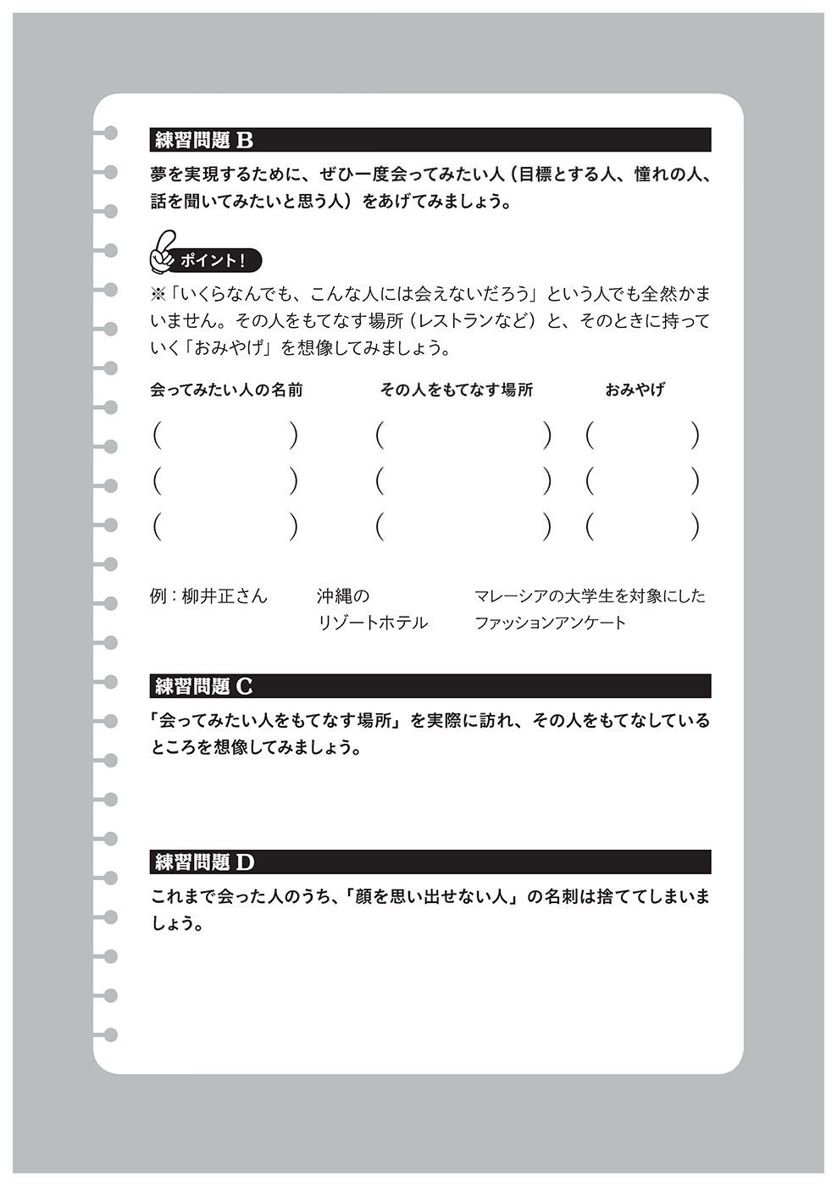 練習問題 B
夢を実現するために、ぜひ一度会ってみたい人（目標とする人、憧れの人、
話を聞いてみたいと思う人）をあげてみましょう。
ポイント！
※「いくらなんでも、こんな人には会えないだろう」という人でも全然かま
いません。その人をもてなす場所（レストランなど）と、そのときに持って
いく「おみやげ」を想像してみましょう。
会ってみたい人の名前 その人をもてなす場所 おみやげ
（ ） （ ） （ ）
（ ） （ ） （ ）
（ ） （ ） （ ）
例：柳井正さん 沖縄の マレーシアの大学生を対象にした
リゾートホテル ファッションアンケート
練習問題 C
「会ってみたい人をもてなす場所」を実際に訪れ、その人をもてなしている
ところを想像してみましょう。
練習問題 D
これまで会った人のうち、「顔を思い出せない人」の名刺は捨ててしまいま
しょう。